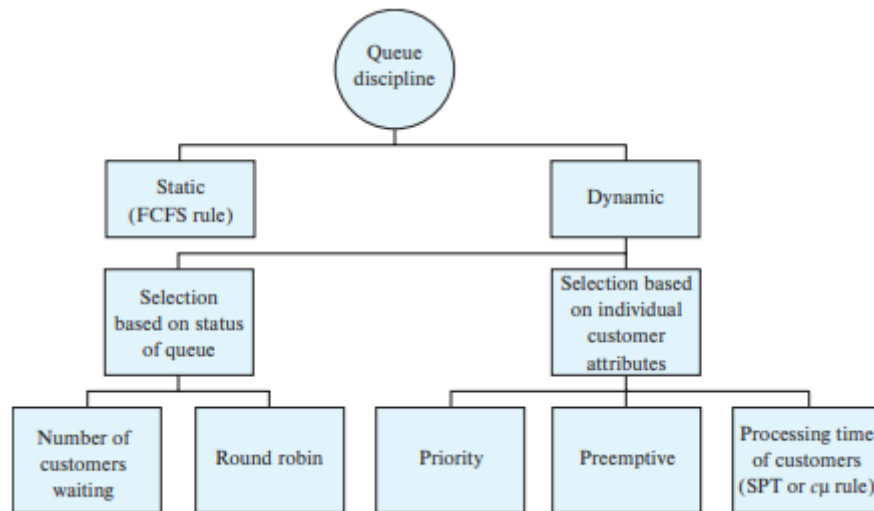 Queue
discipline
Static
(FCFS rule)
Dynamic
Selection
based on status
of queue
Selection based
on individual
customer
attributes
Number of
customers
waiting
Round robin
Priority
Preemptive
Processing time
of customers
(SPT or cμ rule)